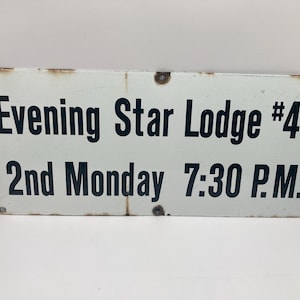 Evening Star Lodge #4
2nd Monday 7:30 P.M.